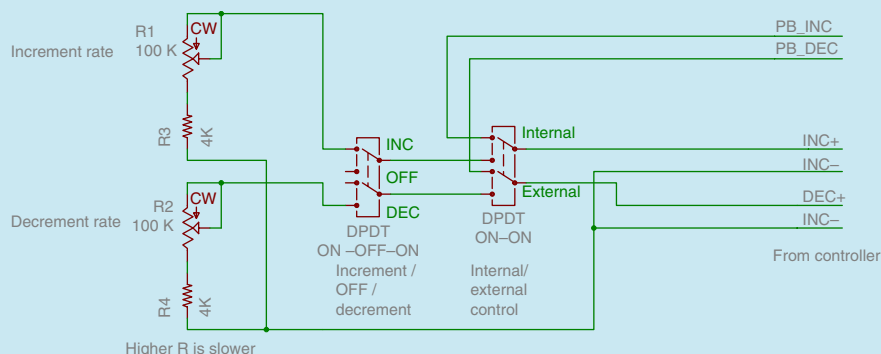 CW
R1
100 K
Increment rate
R3
4K
PB_INC
PB_DEC
INC
OFF
DEC
Internal
External
INC+
INC–
DEC+
INC–
CW
R2
100 K
Decrement rate
R4
4K
DPDT
ON –OFF–ON
Increment /
OFF /
decrement
DPDT
ON–ON
Internal/
external
control
From controller
Higher R is slower